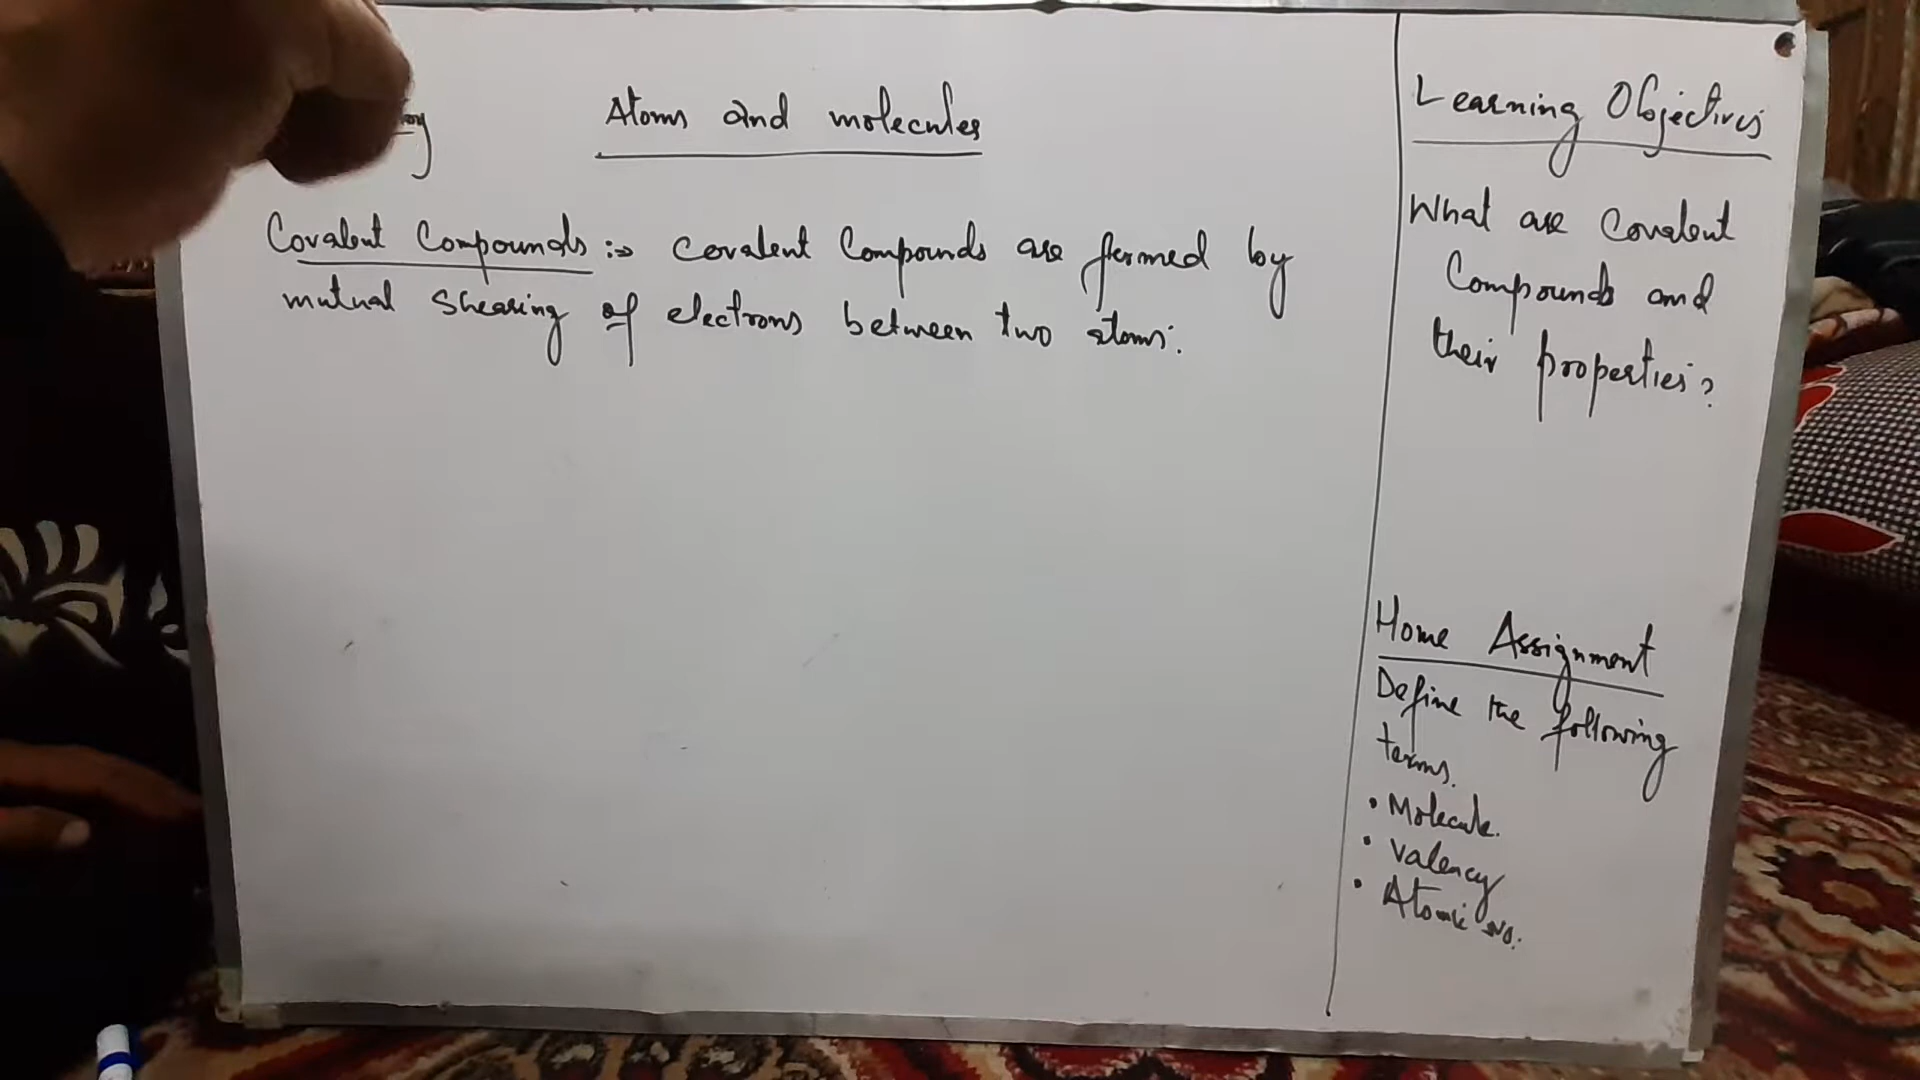 Atoms and molecules
Covalent Compounds :⇒ Covalent Compounds are formed by
mutual shearing of electrons between two atoms.
Learning Objectives
What are Covalent
Compounds and
their properties?
Home Assignment
Define the following
terms.
• Molecule.
• Valency
• Atomic no.